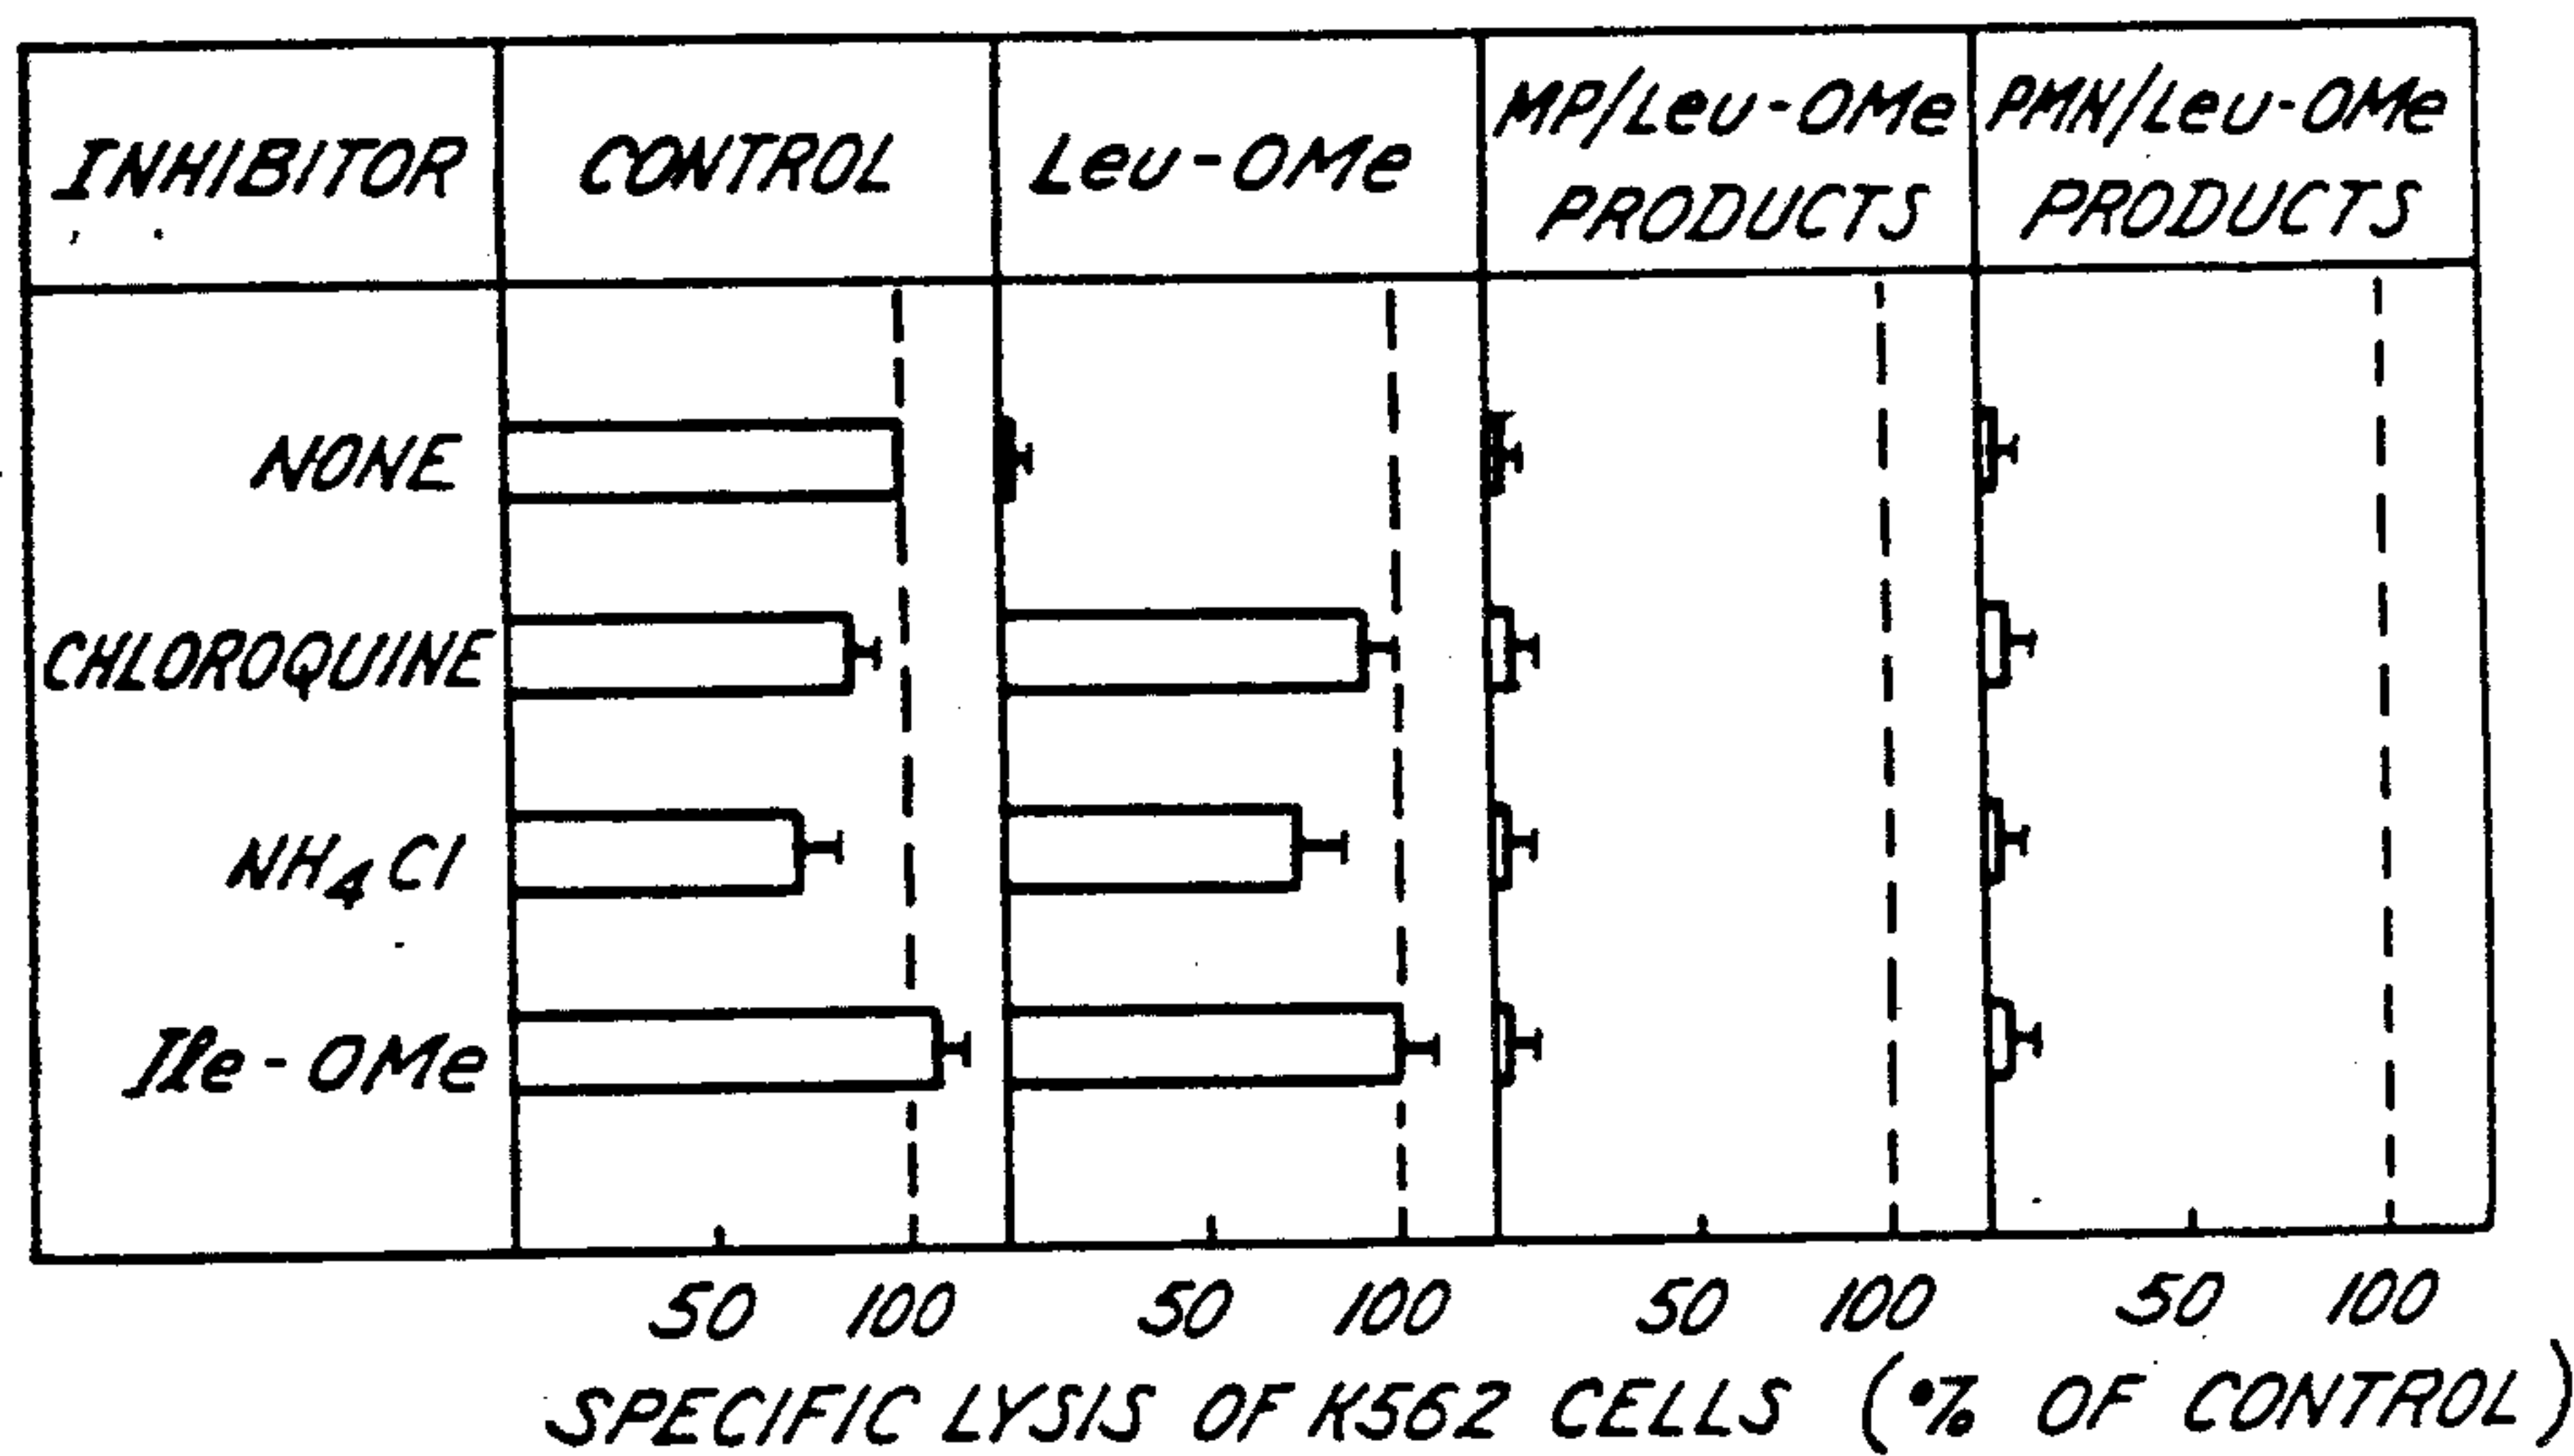 INHIBITOR
CONTROL
Leu-OMe
MP/Leu-OMe
PRODUCTS
PMN/Leu-OMe
PRODUCTS
NONE
CHLOROQUINE
NH4Cl
Ile-OMe
50 100 50 100 50 100 50 100
SPECIFIC LYSIS OF K562 CELLS (% OF CONTROL)